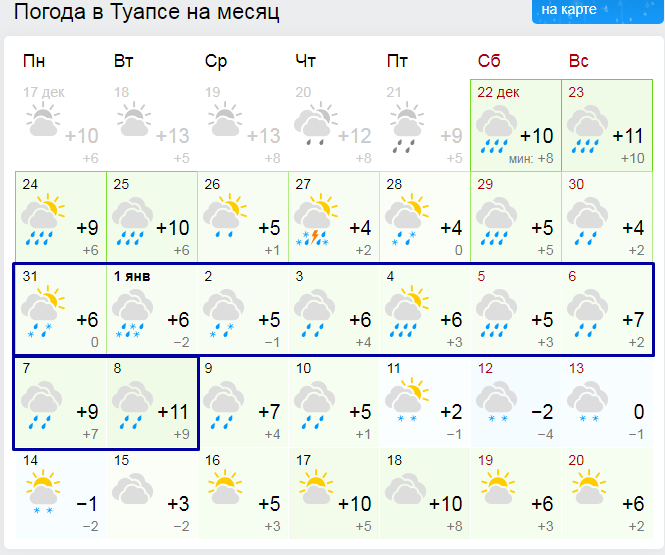 Погода в Туапсе на месяц
на карте
Пн Вт Ср Чт Пт Сб Вс
17 дек 18 19 20 21 22 дек 23
+10 +13 +13 +12 +9 +10 +11
+6 +5 +8 +8 +5 мин: +8 +10
24 25 26 27 28 29 30
+9 +10 +5 +4 +4 +5 +4
+6 +6 +1 +2 0 +5 +2
31 1 янв 2 3 4 5 6
+6 +6 +5 +6 +6 +5 +7
0 −2 −1 +4 +3 +3 +2
7 8 9 10 11 12 13
+9 +11 +7 +5 +2 −2 0
+7 +9 +4 +1 −1 −4 −1
14 15 16 17 18 19 20
−1 +3 +5 +10 +10 +6 +6
−2 −2 +3 +5 +8 +3 +2